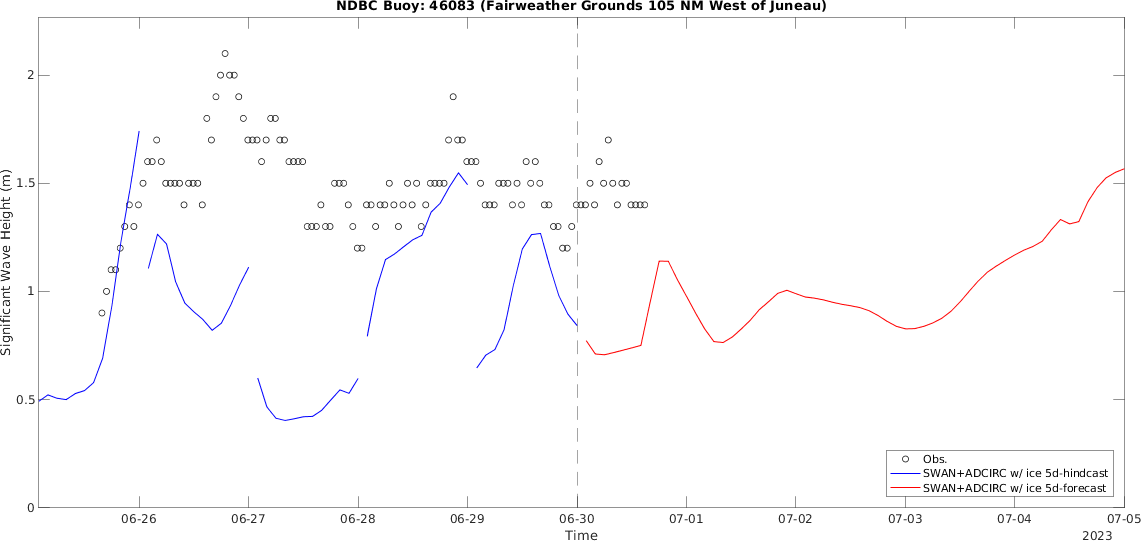 NDBC Buoy: 46083 (Fairweather Grounds 105 NM West of Juneau)
Significant Wave Height (m)
2
1.5
1
0.5
0
Obs.
SWAN+ADCIRC w/ ice 5d-hindcast
SWAN+ADCIRC w/ ice 5d-forecast
06-26 06-27 06-28 06-29 06-30 07-01 07-02 07-03 07-04 07-05
Time
2023